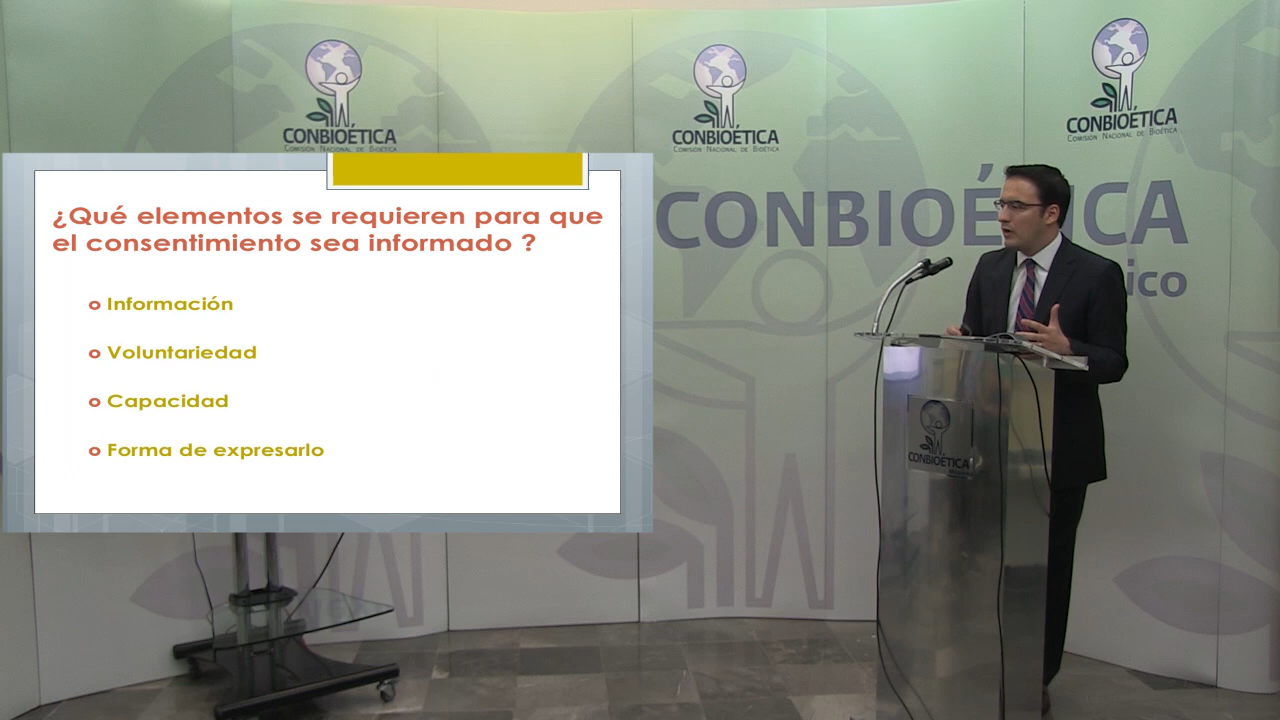 CONBIOÉTICA
COMISIÓN NACIONAL DE BIOÉTICA
CONBIOÉTICA
COMISIÓN NACIONAL DE BIOÉTICA
CONBIOÉTICA
COMISIÓN NACIONAL DE BIOÉTICA
¿Qué elementos se requieren para que
el consentimiento sea informado ?
o Información
o Voluntariedad
o Capacidad
o Forma de expresarlo
CONBIOÉ ICA
ico
CONBIOÉTICA